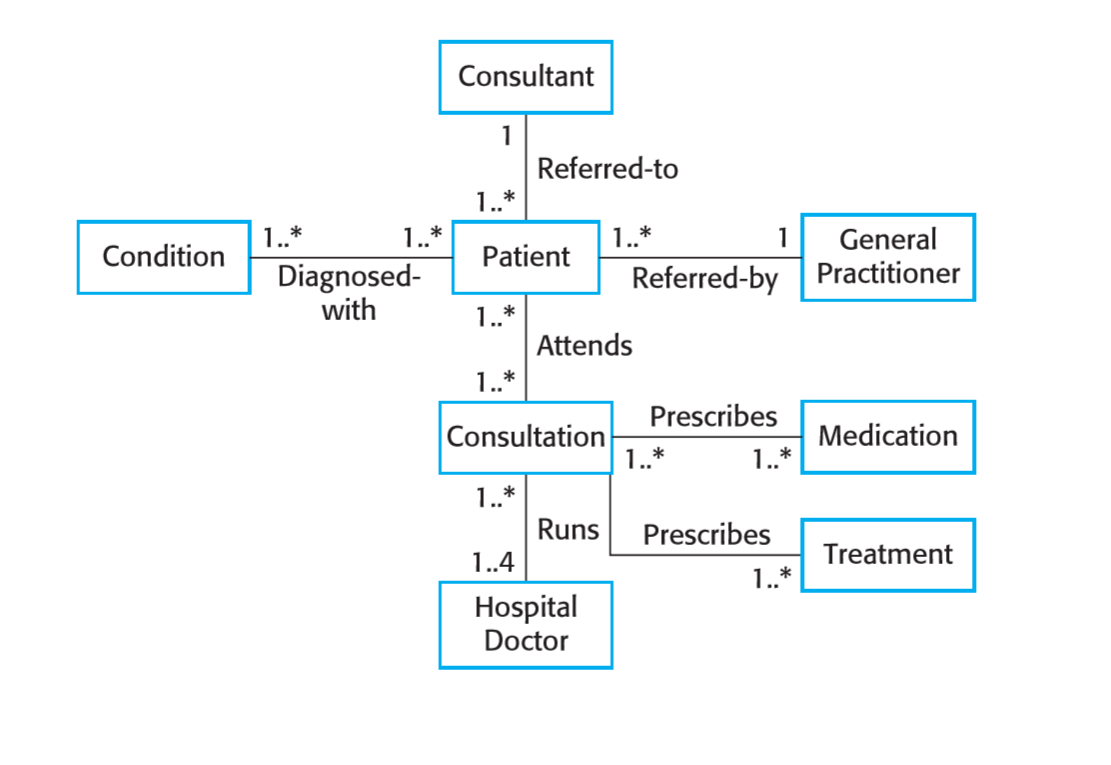 Consultant
1
Referred-to
1..*
Condition
1..*
1..*
Diagnosed-
with
Patient
1..*
1
Referred-by
General
Practitioner
1..*
Attends
1..*
Consultation
Prescribes
1..*
1..*
Medication
1..*
Runs
1..4
Prescribes
1..*
Treatment
Hospital
Doctor